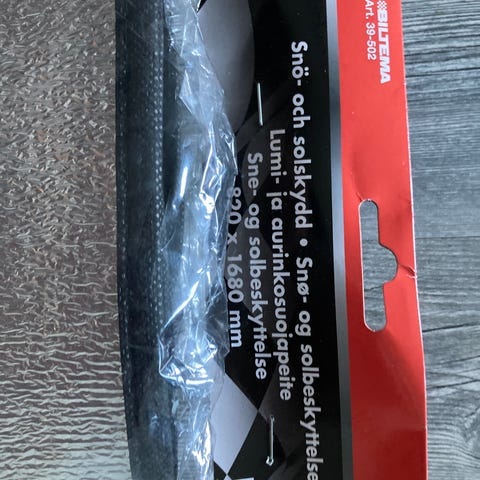 BILTEMA
Art. 39-502
Snö- och solskydd • Snø- og solbeskyttelse
Lumi- ja aurinkosuojapeite
Sne- og solbeskyttelse
820 x 1680 mm